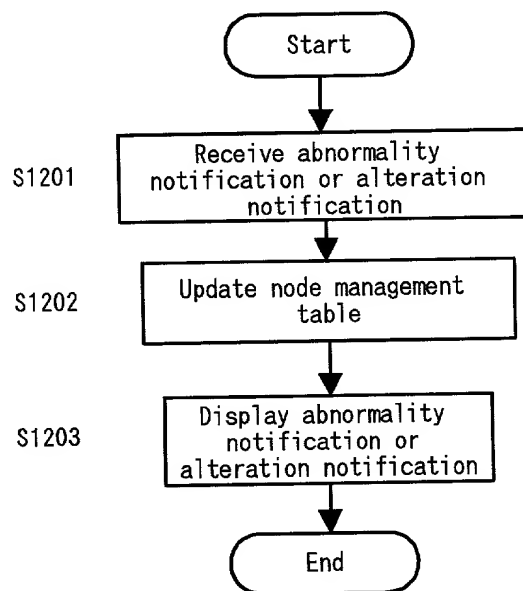 Start
S1201
Receive abnormality
notification or alteration
notification
S1202
Update node management
table
S1203
Display abnormality
notification or
alteration notification
End